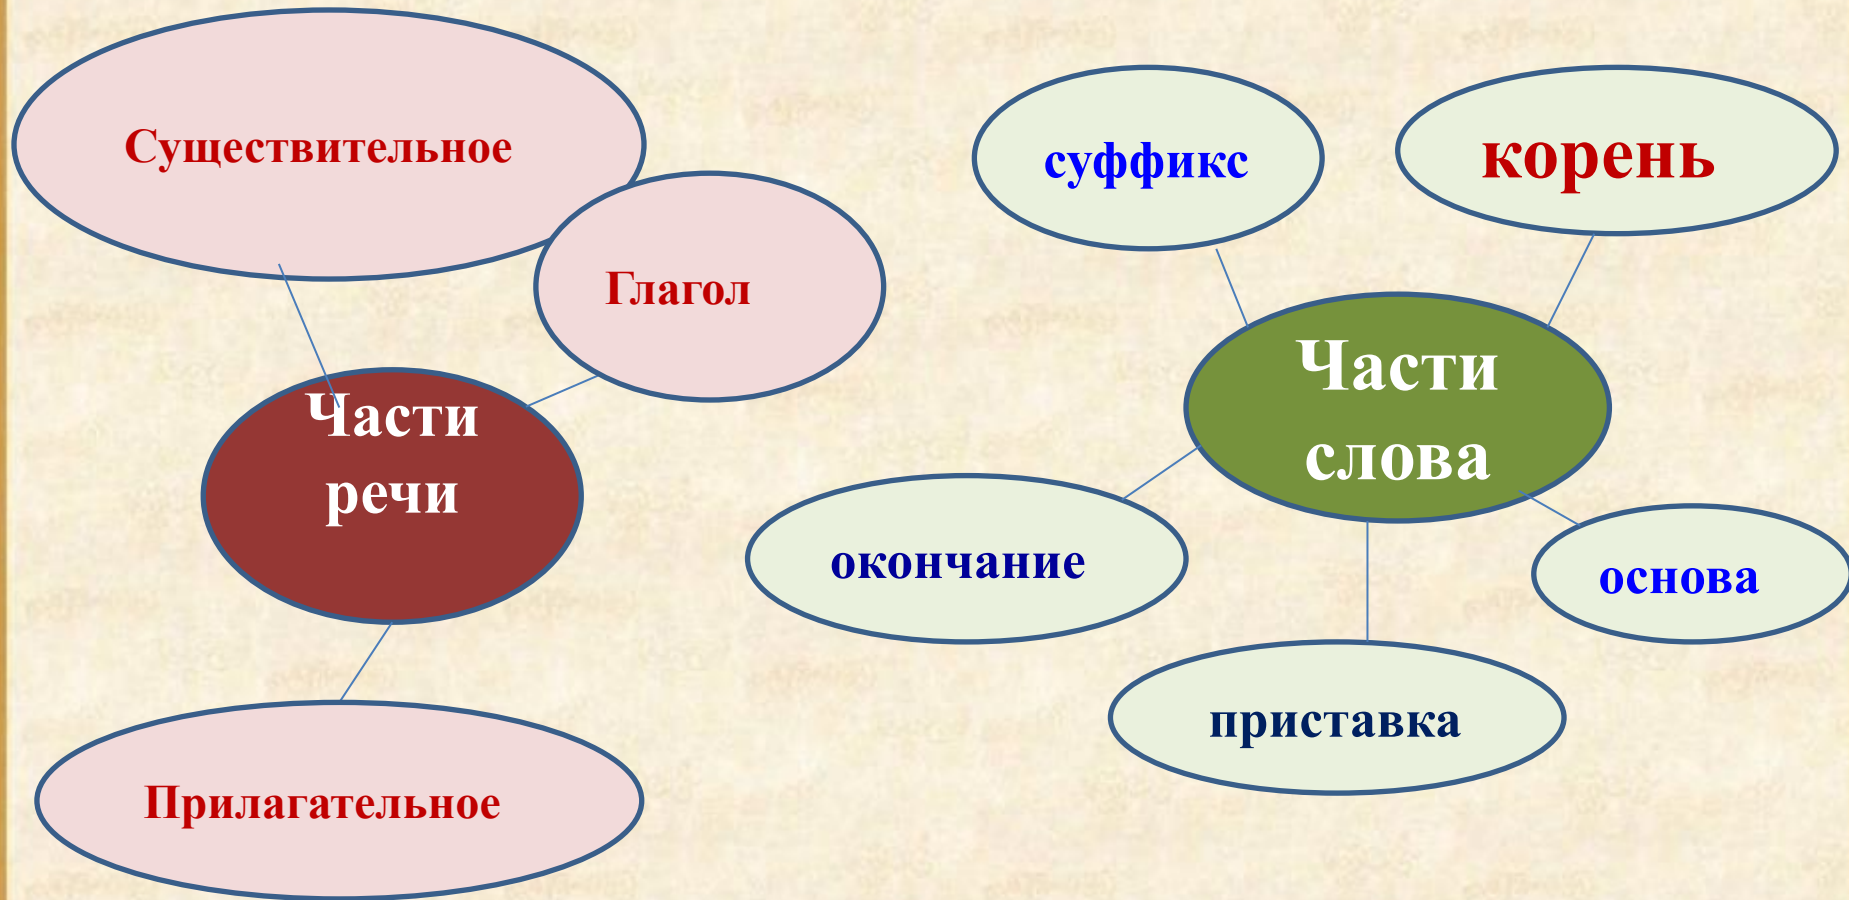 Существительное
Глагол
Части
речи
Прилагательное
суффикс
корень
Части
слова
окончание
основа
приставка